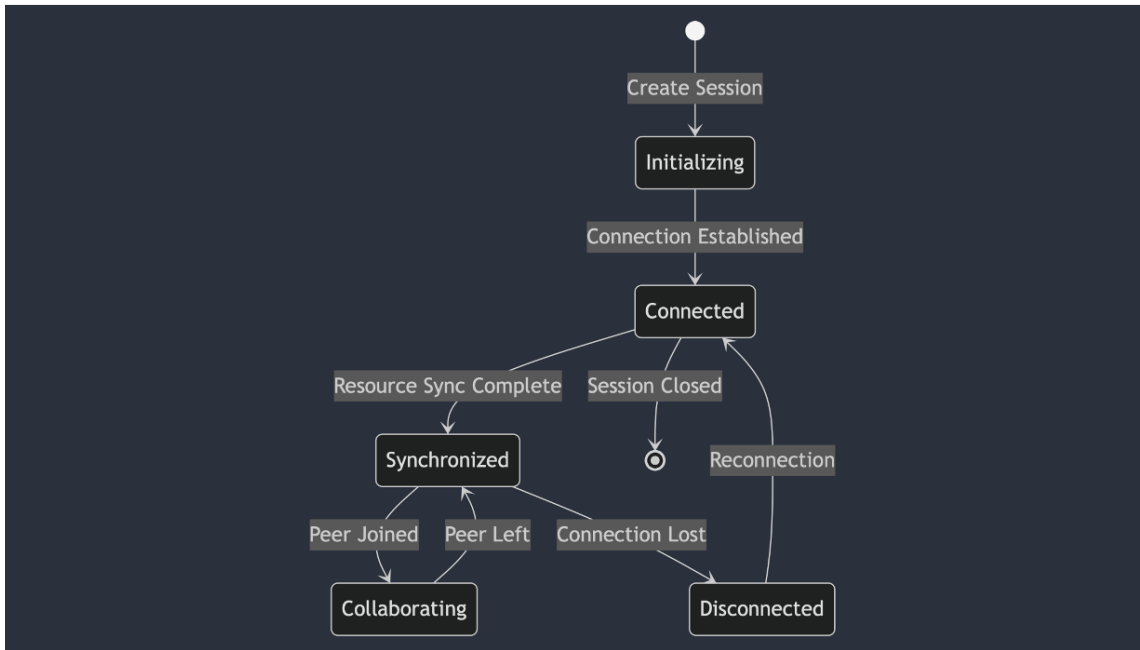 Create Session
Initializing
Connection Established
Connected
Resource Sync Complete
Session Closed
Synchronized
Reconnection
Peer Joined
Peer Left
Connection Lost
Collaborating
Disconnected